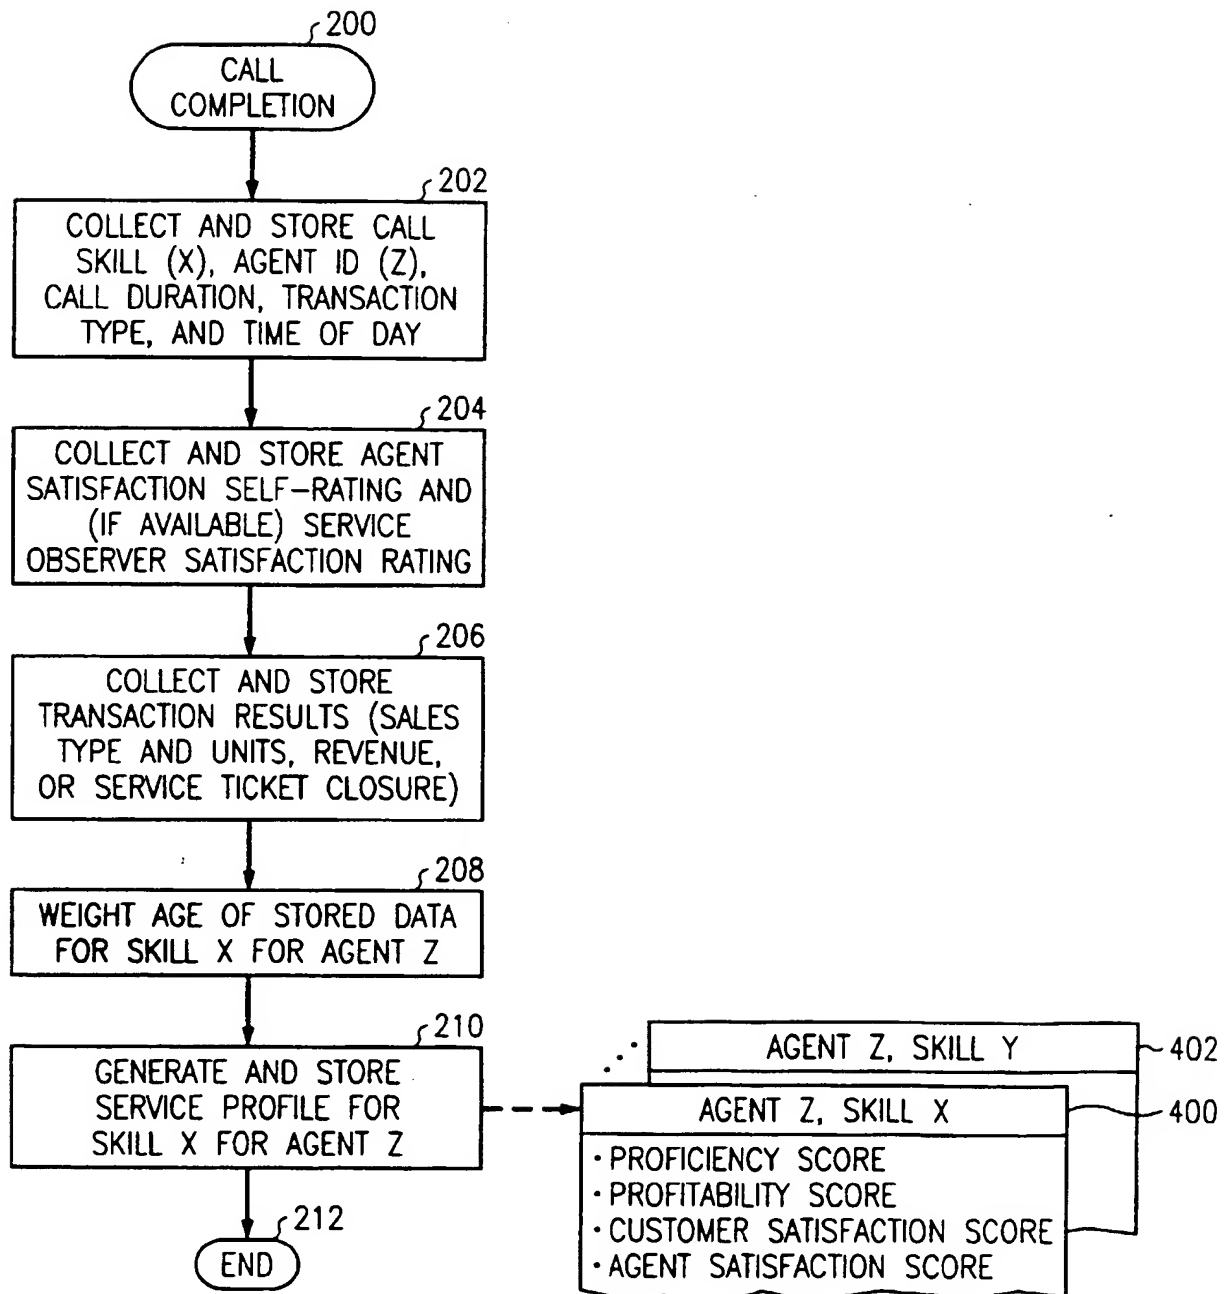 200
CALL
COMPLETION
202
COLLECT AND STORE CALL
SKILL (X), AGENT ID (Z),
CALL DURATION, TRANSACTION
TYPE, AND TIME OF DAY
204
COLLECT AND STORE AGENT
SATISFACTION SELF-RATING AND
(IF AVAILABLE) SERVICE
OBSERVER SATISFACTION RATING
206
COLLECT AND STORE
TRANSACTION RESULTS (SALES
TYPE AND UNITS, REVENUE,
OR SERVICE TICKET CLOSURE)
208
WEIGHT AGE OF STORED DATA
FOR SKILL X FOR AGENT Z
210
GENERATE AND STORE
SERVICE PROFILE FOR
SKILL X FOR AGENT Z
212
END
AGENT Z, SKILL Y
402
AGENT Z, SKILL X
400
· PROFICIENCY SCORE
· PROFITABILITY SCORE
· CUSTOMER SATISFACTION SCORE
· AGENT SATISFACTION SCORE